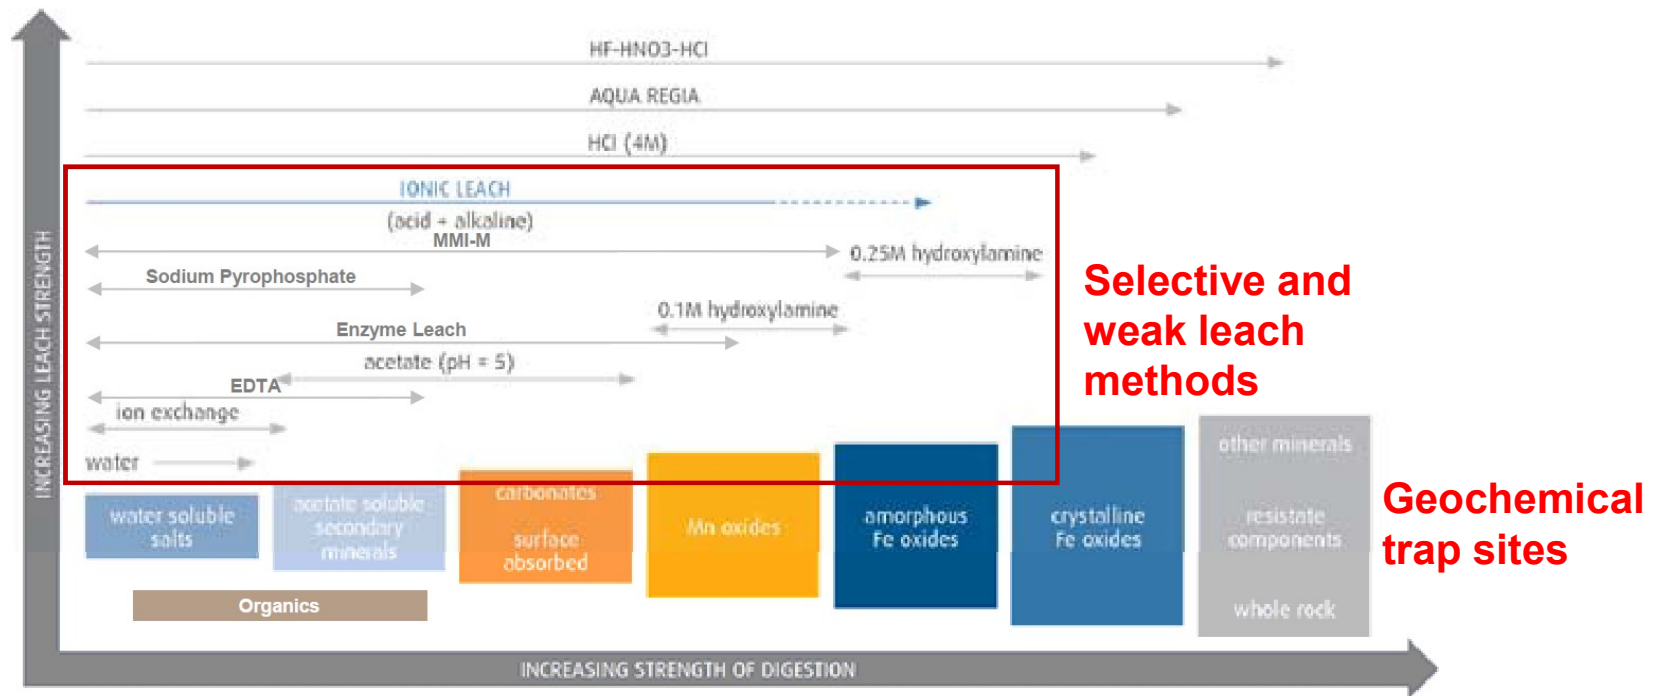 HF-HNO3-HCl
AQUA REGIA
HCl (4M)
IONIC LEACH
(acid + alkaline)
MMI-M
0.25M hydroxylamine
Sodium Pyrophosphate
0.1M hydroxylamine
Enzyme Leach
acetate (pH = 5)
EDTA
ion exchange
water
Selective and
weak leach
methods
INCREASING LEACH STRENGTH
water soluble
salts
acetate soluble
secondary
minerals
carbonates
surface
absorbed
Mn oxides
amorphous
Fe oxides
crystalline
Fe oxides
other minerals
resistate
components
whole rock
Geochemical
trap sites
Organics
INCREASING STRENGTH OF DIGESTION